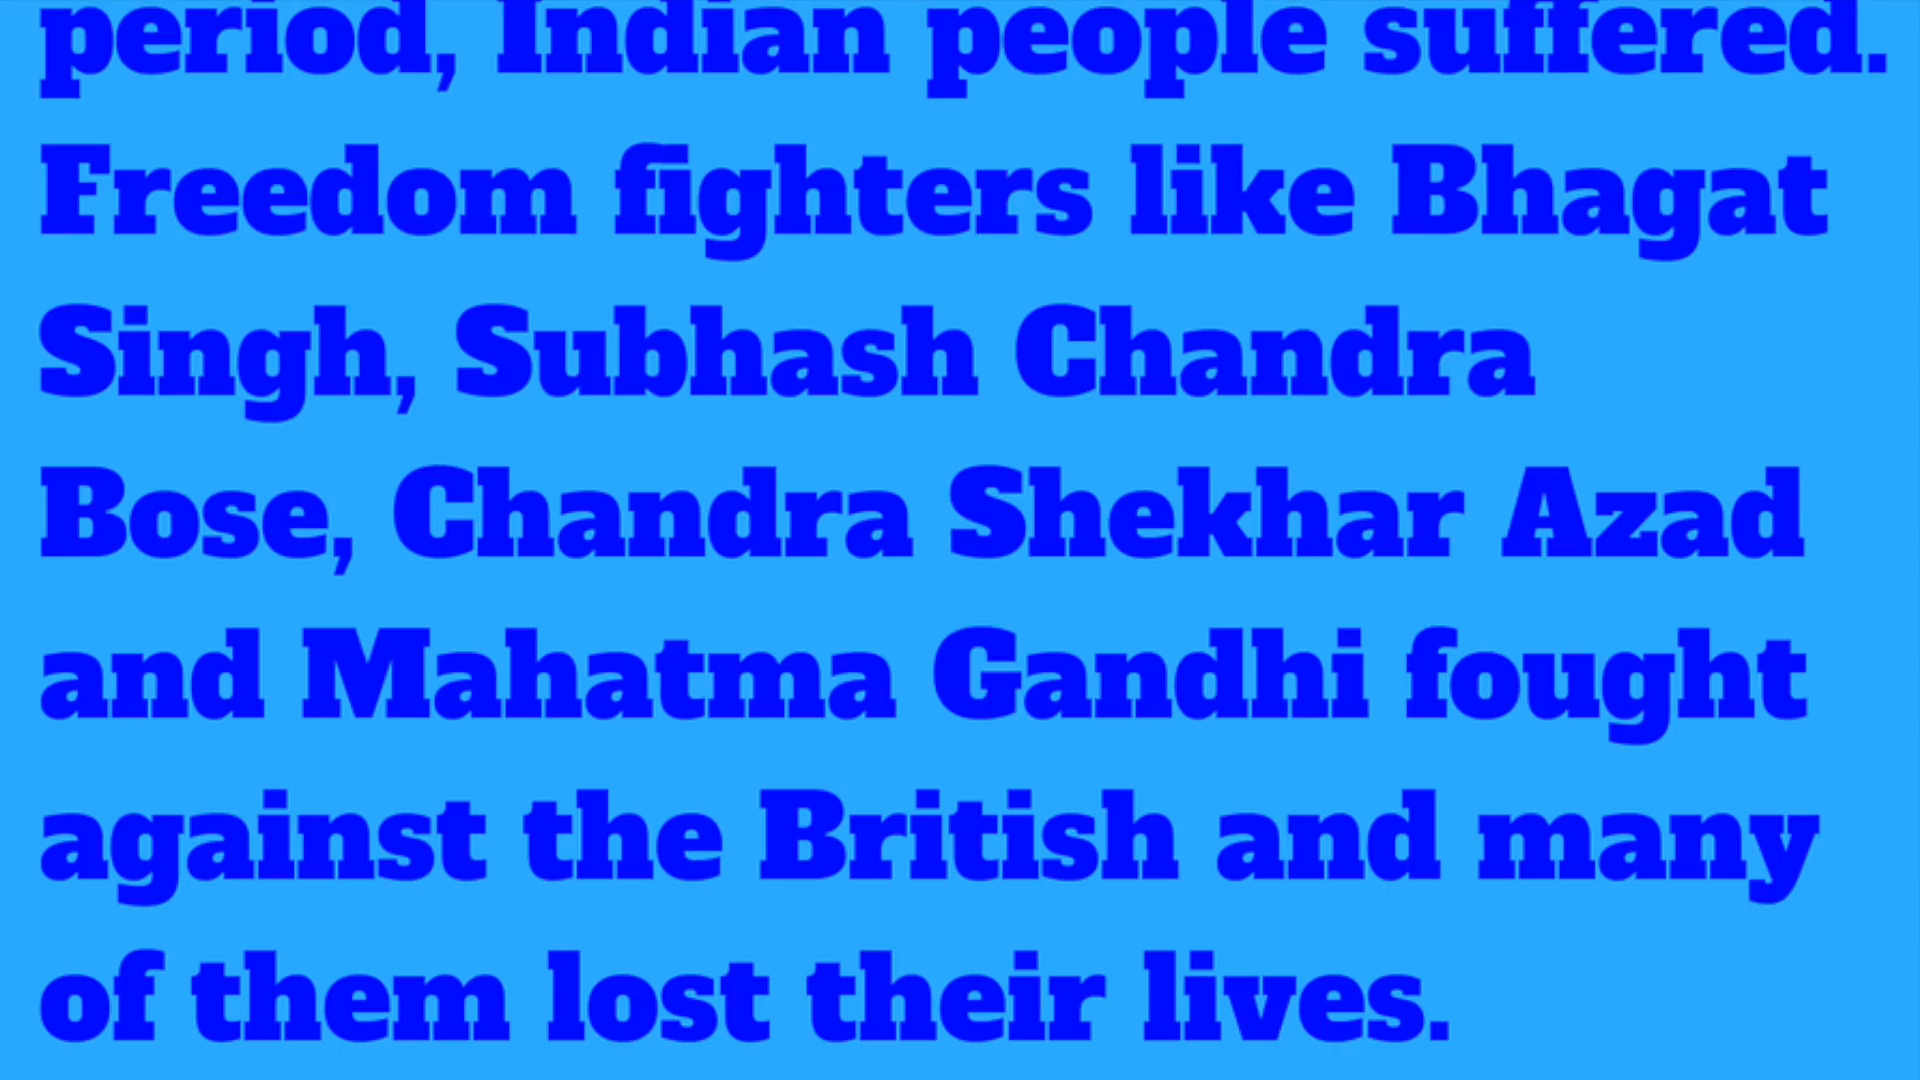 period, Indian people suffered.
Freedom fighters like Bhagat
Singh, Subhash Chandra
Bose, Chandra Shekhar Azad
and Mahatma Gandhi fought
against the British and many
of them lost their lives.